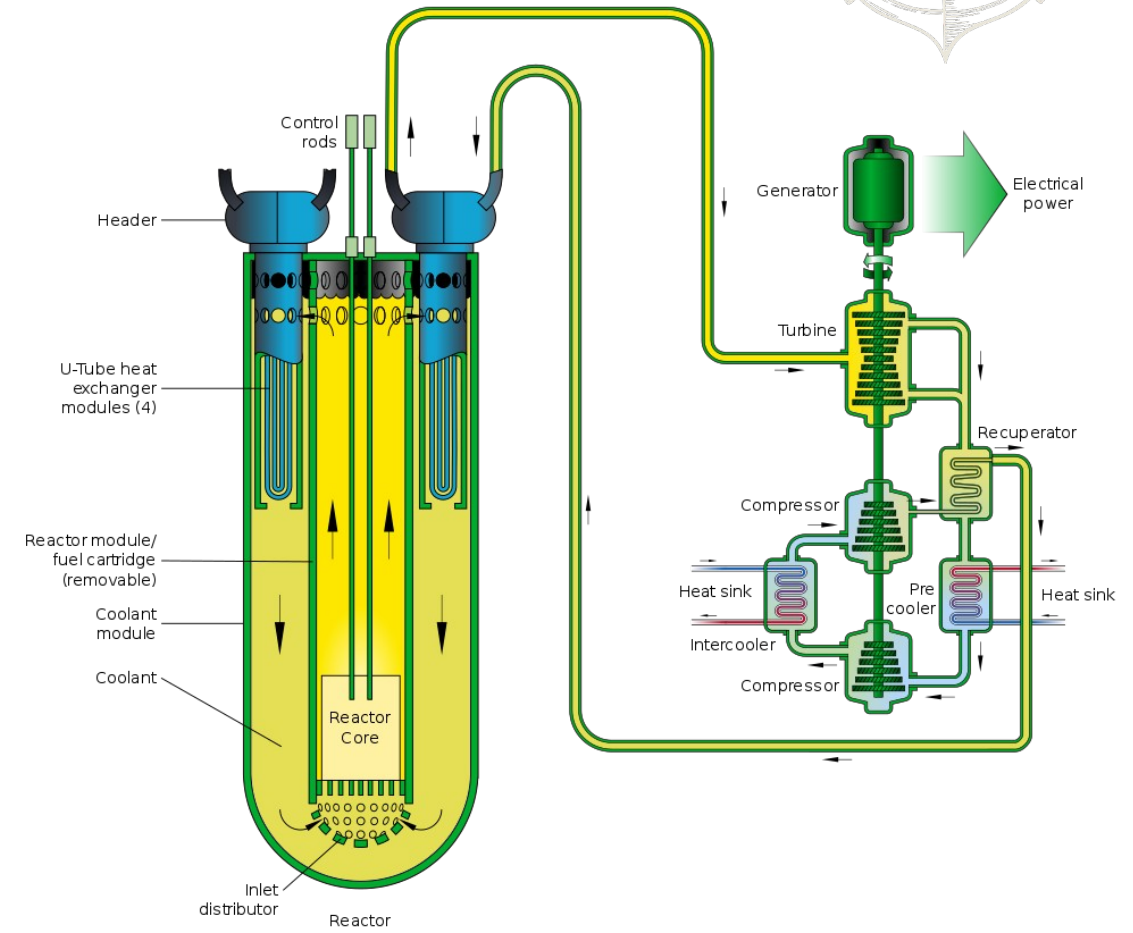 Control
rods
Header
Generator
Electrical
power
Turbine
U-Tube heat
exchanger
modules (4)
Recuperator
Compressor
Reactor module/
fuel cartridge
(removable)
Heat sink
Pre
cooler
Heat sink
Coolant
module
Intercooler
Coolant
Compressor
Reactor
Core
Inlet
distributor
Reactor